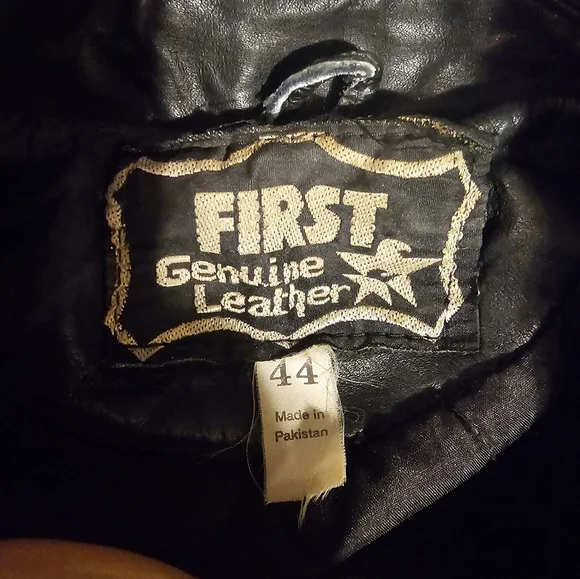 FIRST
Genuine
Leather
44
Made in
Pakistan